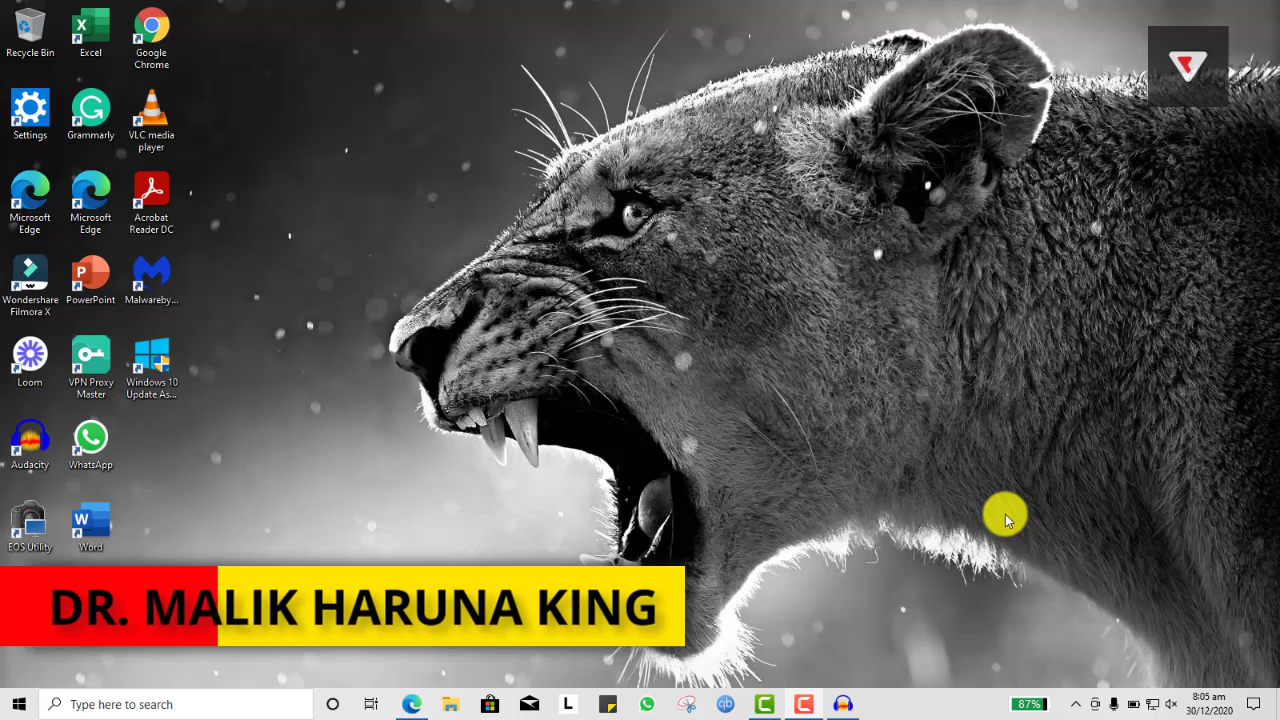 Recycle Bin
Excel
Google
Chrome
Settings
Grammarly
VLC media
player
Microsoft
Edge
Microsoft
Edge
Acrobat
Reader DC
Wondershare
Filmora X
PowerPoint
Malwareby...
Loom
VPN Proxy
Master
Windows 10
Update As...
Audacity
WhatsApp
EOS Utility
Word
DR. MALIK HARUNA KING
Type here to search
L
qb
87%
8:05 am
30/12/2020